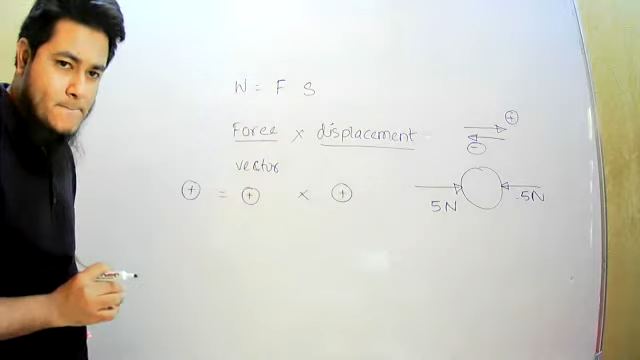 W = F S
Force × displacement
vector
+ = + × +
+
-
5N -5N